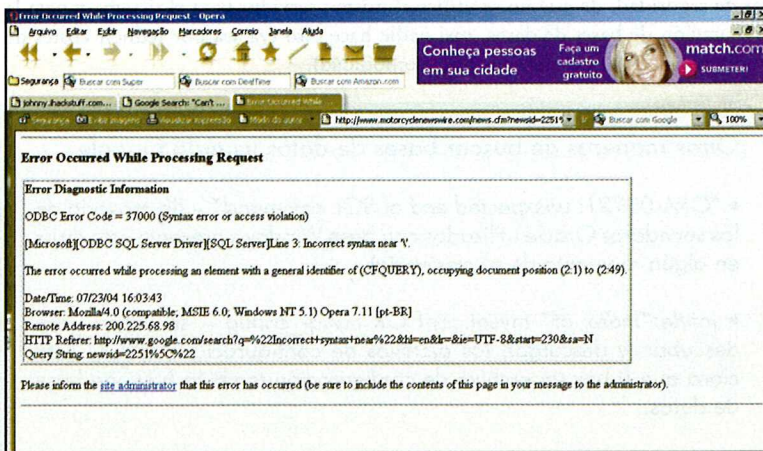 Error Occurred While Processing Request - Opera
Arquivo Editar Exibir Navegação Marcadores Correio Janela Ajuda
Conheça pessoas
em sua cidade
Faça um
cadastro
gratuito
match.com
SUBMETER!
Segurança Buscar com Super Buscar com DealTime Buscar com Amazon.com
johnny.ihackstuff.com... Google Search: "Can't ... Error Occurred While
Segurança Exibir imagens Visualizar impressão Modo do autor http://www.motorcyclenewswire.com/news.cfm?newsid=2251 Buscar com Google 100%
Error Occurred While Processing Request
Error Diagnostic Information
ODBC Error Code = 37000 (Syntax error or access violation)
[Microsoft][ODBC SQL Server Driver][SQL Server]Line 3: Incorrect syntax near '\'.
The error occurred while processing an element with a general identifier of (CFQUERY), occupying document position (2:1) to (2:49).
Date/Time: 07/23/04 16:03:43
Browser: Mozilla/4.0 (compatible; MSIE 6.0; Windows NT 5.1) Opera 7.11 [pt-BR]
Remote Address: 200.225.68.98
HTTP Referer: http://www.google.com/search?q=%22Incorrect+syntax+near%22&hl=en&lr=&ie=UTF-8&start=230&sa=N
Query String: newsid=2251%5C%22
Please inform the site administrator that this error has occurred (be sure to include the contents of this page in your message to the administrator).